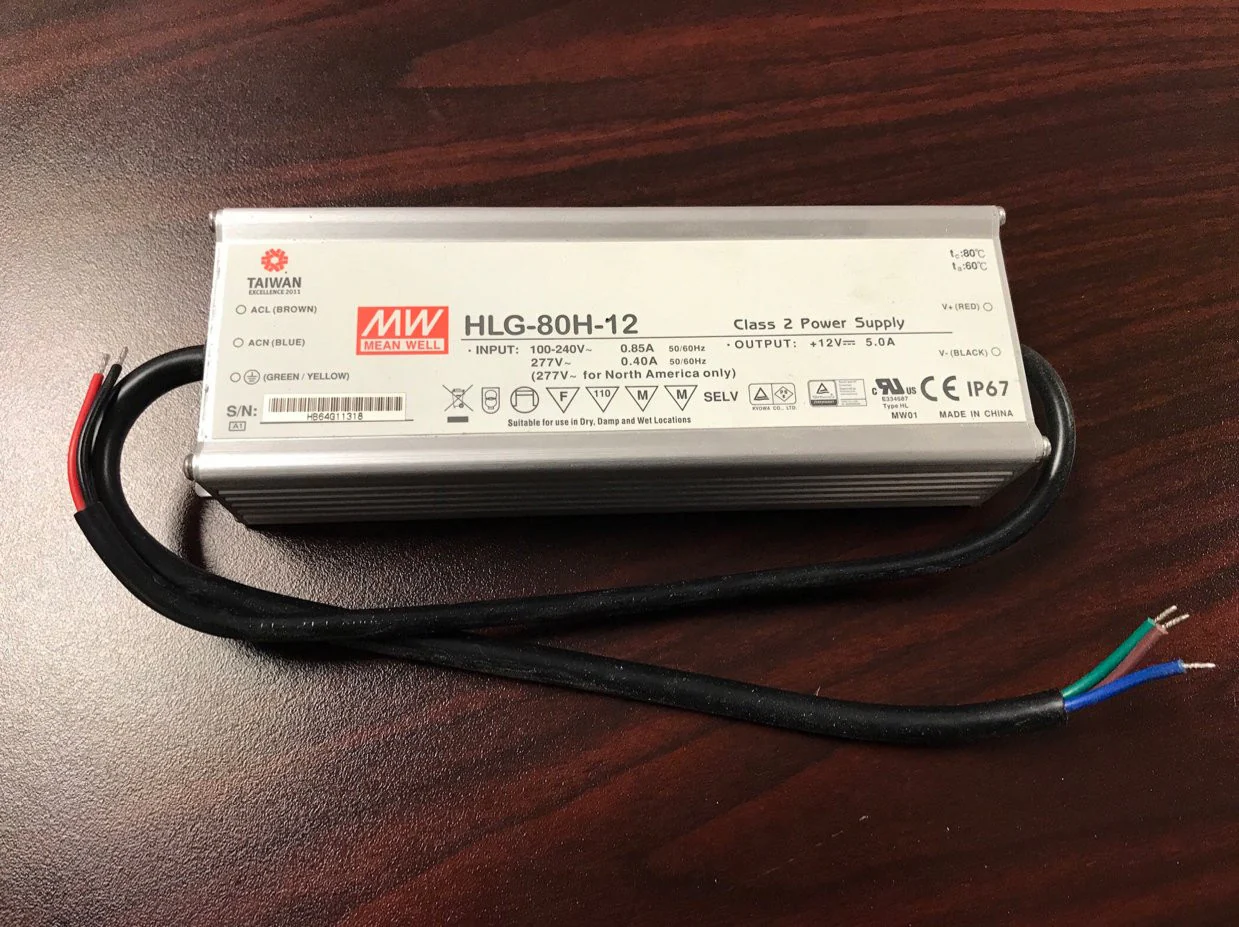 TAIWAN
EXCELLENCE 2011
ACL (BROWN)
ACN (BLUE)
(GREEN / YELLOW)
S/N:
HB64Q11318
A1
MW
MEAN WELL
HLG-80H-12
Class 2 Power Supply
· INPUT: 100-240V~ 0.85A 50/60Hz
277V~ 0.40A 50/60Hz
(277V~ for North America only)
· OUTPUT: +12V⎓ 5.0A
F
110
M
M
SELV
KYOWA CO., LTD.
Suitable for use in Dry, Damp and Wet Locations
c RU US
E334687
Type HL
CE
IP67
MW01
MADE IN CHINA
tc:80℃
ta:60℃
V+ (RED)
V- (BLACK)